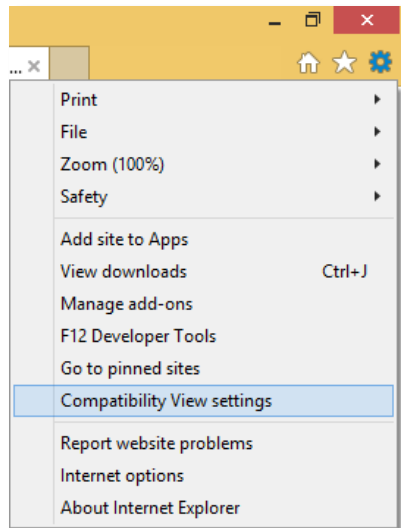 ...
Print
File
Zoom (100%)
Safety
Add site to Apps
View downloads Ctrl+J
Manage add-ons
F12 Developer Tools
Go to pinned sites
Compatibility View settings
Report website problems
Internet options
About Internet Explorer